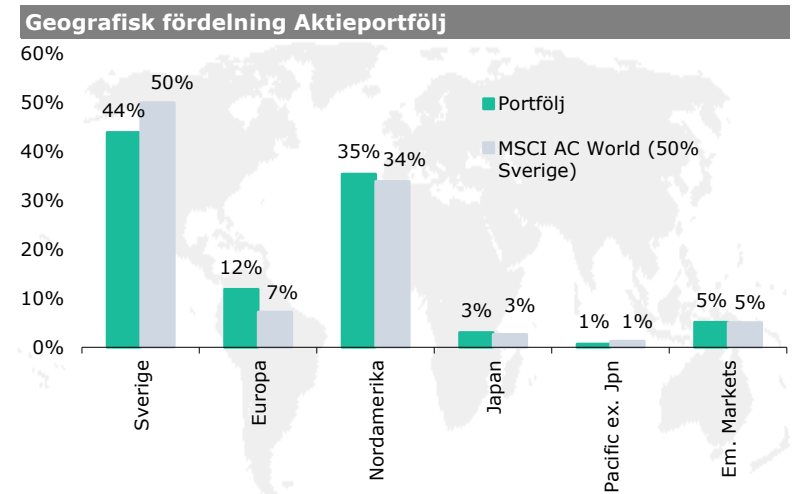 Geografisk fördelning Aktieportfölj
60%
50%
40%
30%
20%
10%
0%
44%
50%
12%
7%
35%
34%
3%
3%
1%
1%
5%
5%
Portfölj
MSCI AC World (50%
Sverige)
Sverige
Europa
Nordamerika
Japan
Pacific ex. Jpn
Em. Markets